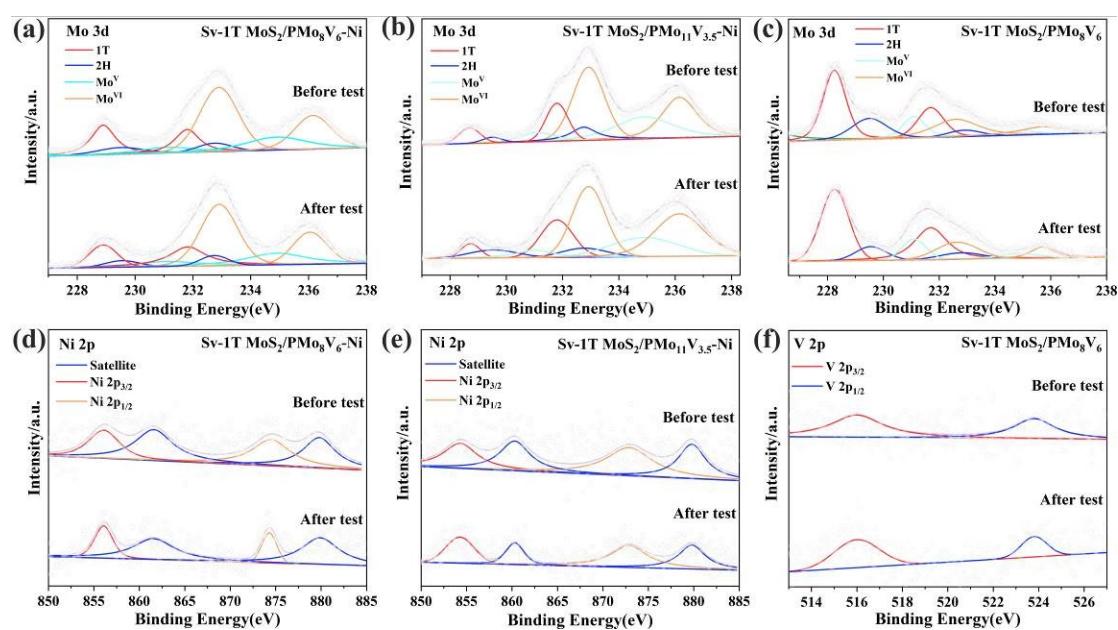 (a) Mo 3d Sv-1T MoS₂/PMo₈V₆-Ni
1T
2H
Moⱽ
Moⱽᴵ
Before test
After test
Intensity/a.u.
228 230 232 234 236 238
Binding Energy(eV)
(b) Mo 3d Sv-1T MoS₂/PMo₁₁V₃.₅-Ni
1T
2H
Moⱽ
Moⱽᴵ
Before test
After test
Intensity/a.u.
228 230 232 234 236 238
Binding Energy(eV)
(c) Mo 3d Sv-1T MoS₂/PMo₈V₆
1T
2H
Moⱽ
Moⱽᴵ
Before test
After test
Intensity/a.u.
228 230 232 234 236 238
Binding Energy(eV)
(d) Ni 2p Sv-1T MoS₂/PMo₈V₆-Ni
Satellite
Ni 2p₃/₂
Ni 2p₁/₂
Before test
After test
Intensity/a.u.
850 855 860 865 870 875 880 885
Binding Energy(eV)
(e) Ni 2p Sv-1T MoS₂/PMo₁₁V₃.₅-Ni
Satellite
Ni 2p₃/₂
Ni 2p₁/₂
Before test
After test
Intensity/a.u.
850 855 860 865 870 875 880 885
Binding Energy(eV)
(f) V 2p Sv-1T MoS₂/PMo₈V₆
V 2p₃/₂
V 2p₁/₂
Before test
After test
Intensity/a.u.
514 516 518 520 522 524 526
Binding Energy(eV)